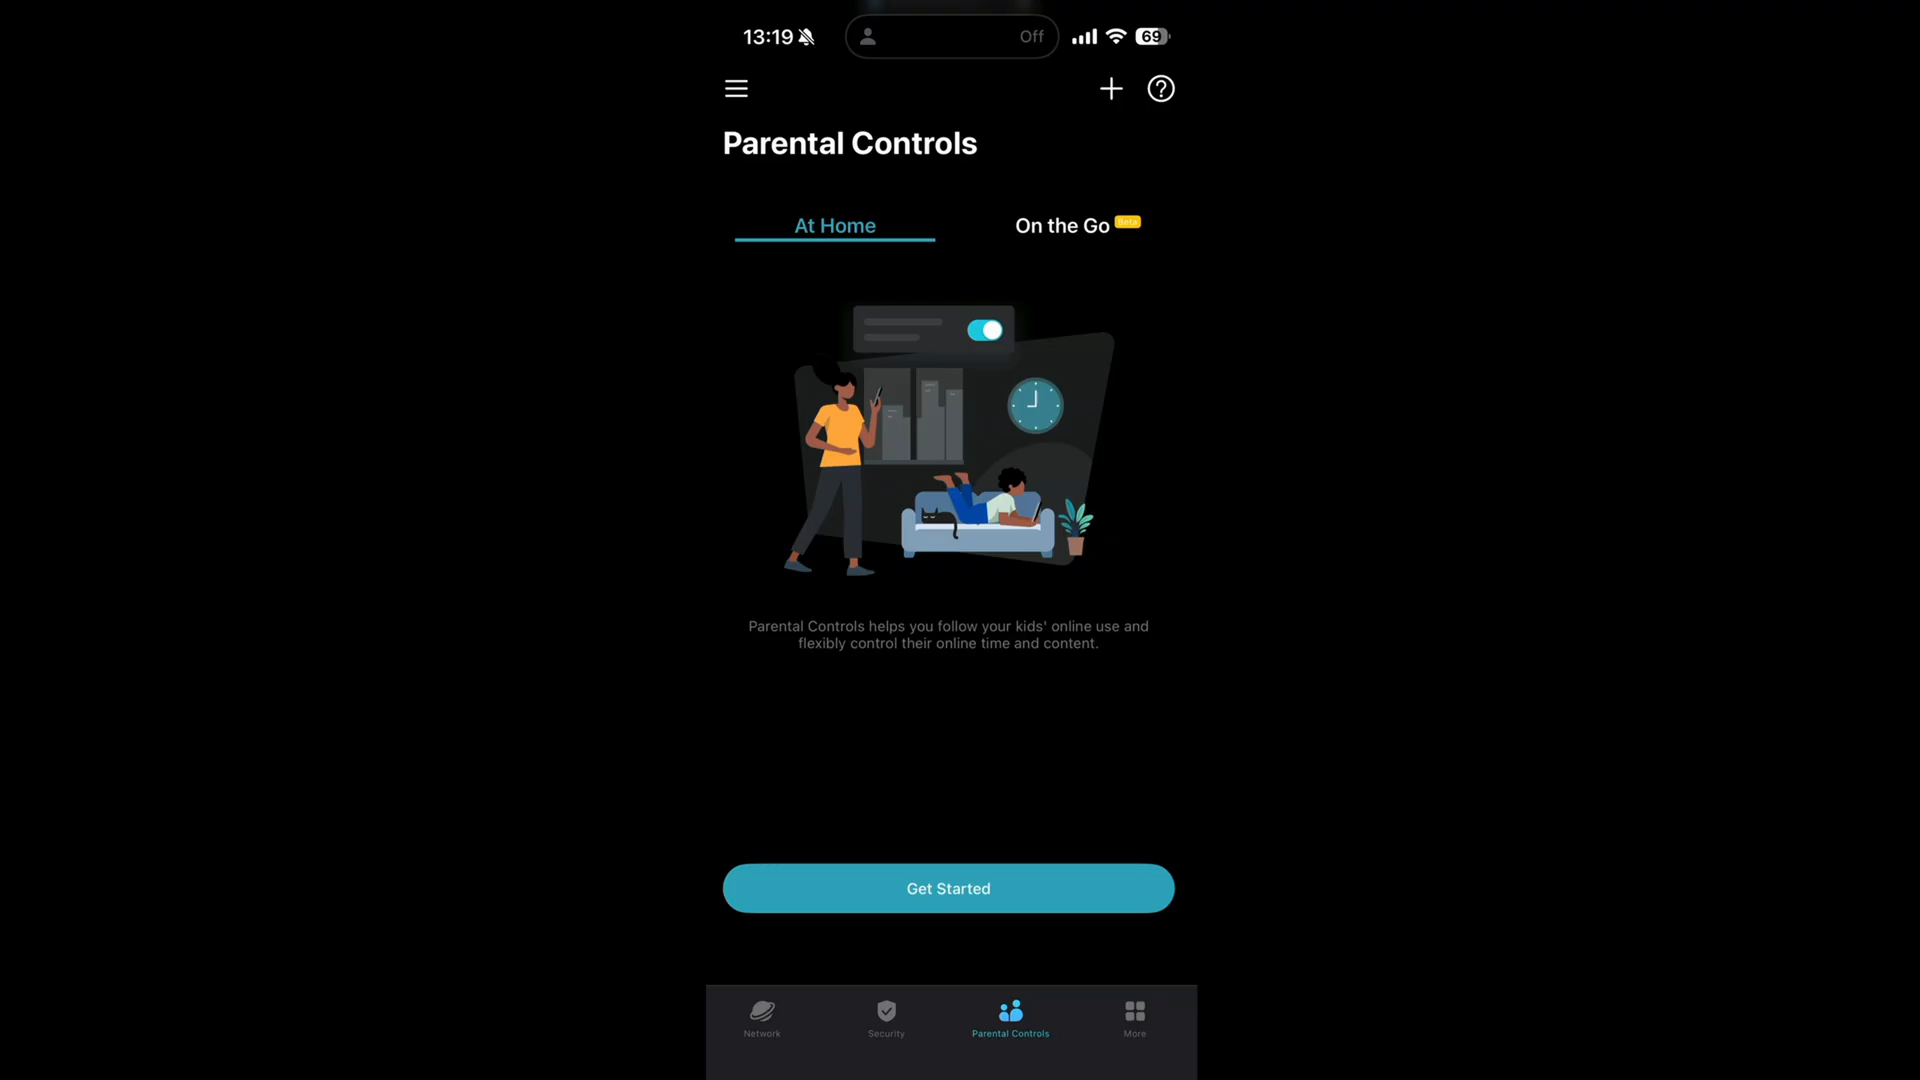 13:19
Off
69
Parental Controls
At Home
On the Go Beta
Parental Controls helps you follow your kids' online use and
flexibly control their online time and content.
Get Started
Network
Security
Parental Controls
More